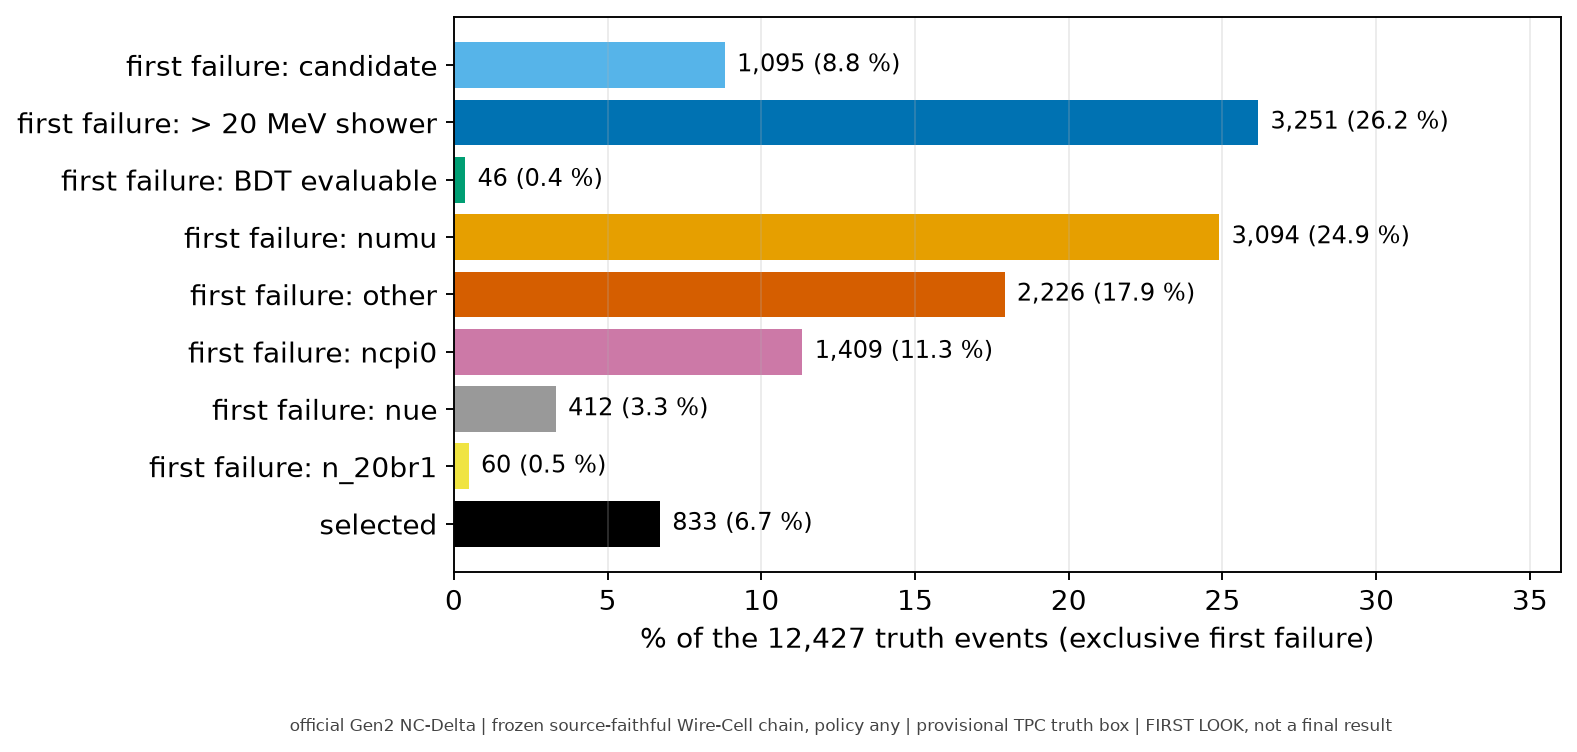 first failure: candidate 1,095 (8.8 %)
first failure: > 20 MeV shower 3,251 (26.2 %)
first failure: BDT evaluable 46 (0.4 %)
first failure: numu 3,094 (24.9 %)
first failure: other 2,226 (17.9 %)
first failure: ncpi0 1,409 (11.3 %)
first failure: nue 412 (3.3 %)
first failure: n_20br1 60 (0.5 %)
selected 833 (6.7 %)
0 5 10 15 20 25 30 35
% of the 12,427 truth events (exclusive first failure)
official Gen2 NC-Delta | frozen source-faithful Wire-Cell chain, policy any | provisional TPC truth box | FIRST LOOK, not a final result